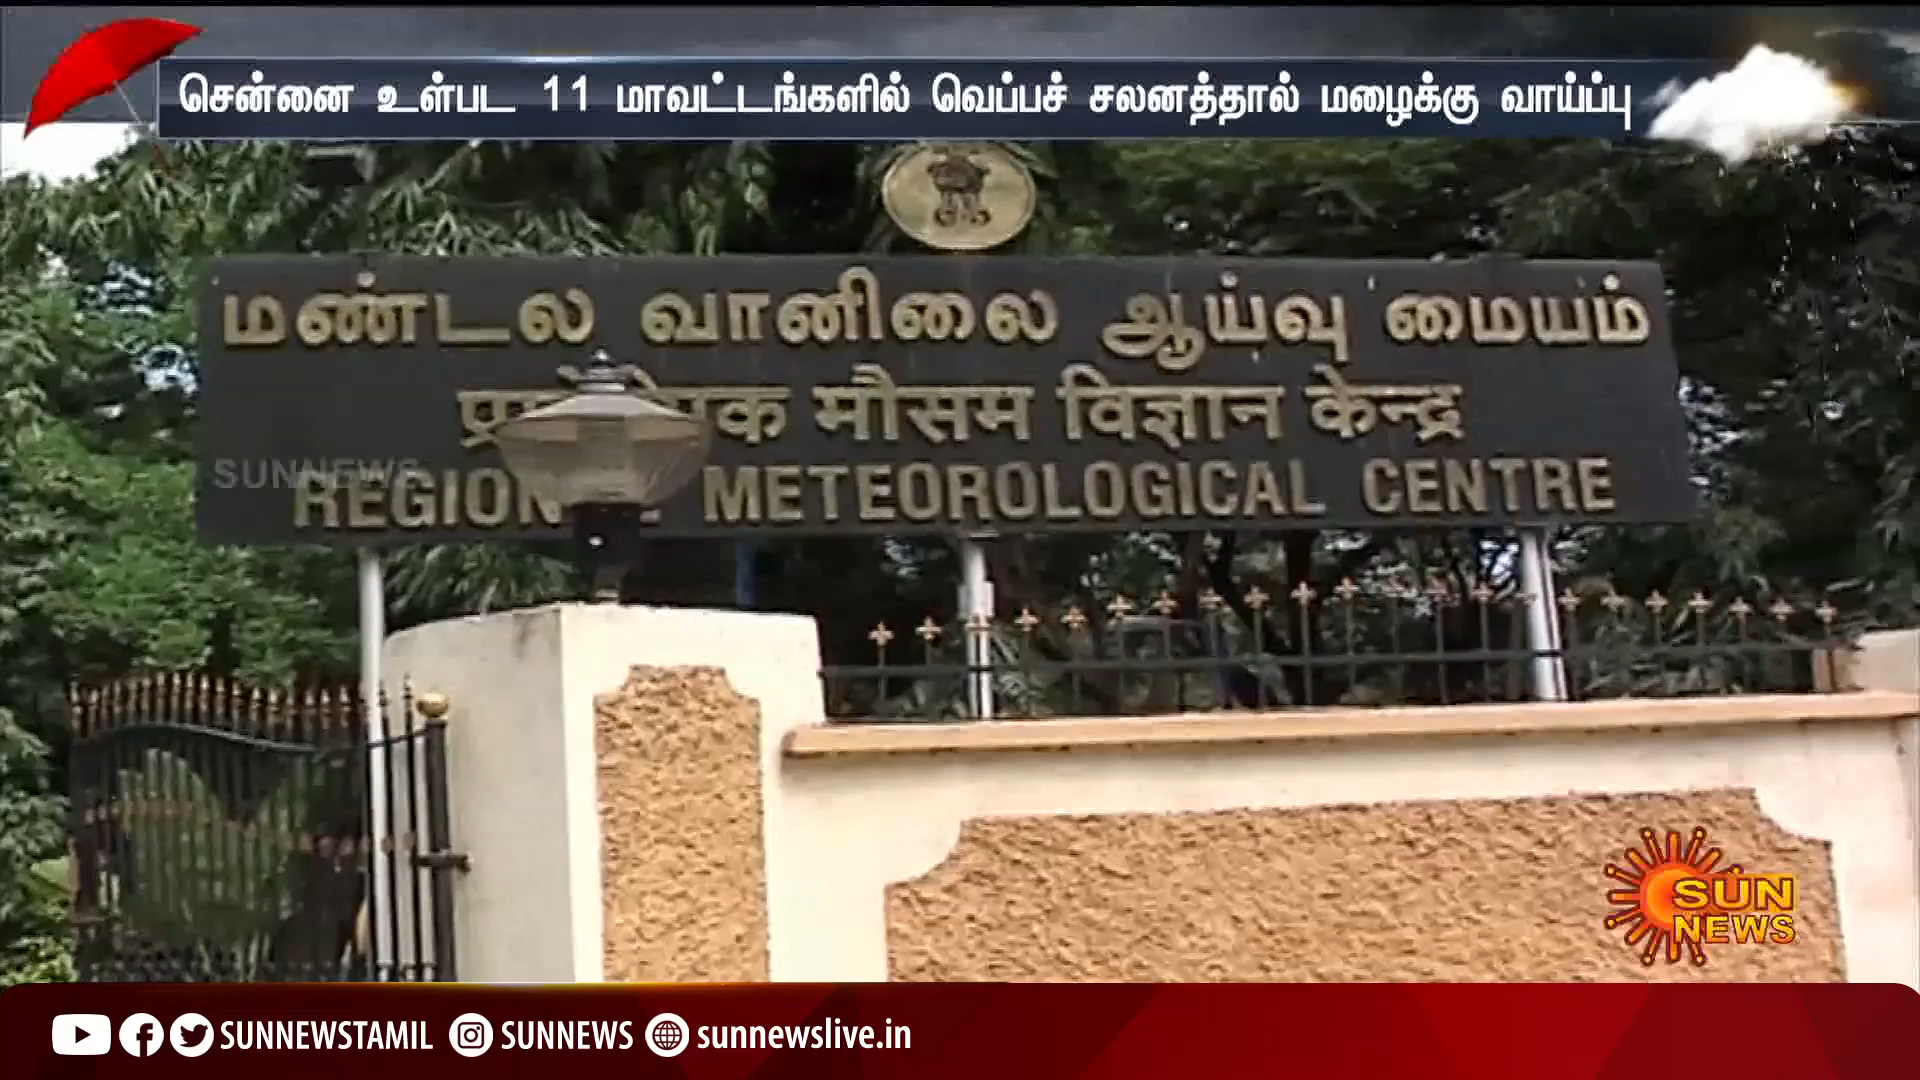 சென்னை உள்பட 11 மாவட்டங்களில் வெப்பச் சலனத்தால் மழைக்கு வாய்ப்பு
மண்டல வானிலை ஆய்வு மையம்
मौसम विज्ञान केन्द्र
SUNNEWS
METEOROLOGICAL CENTRE
SUN
NEWS
SUNNEWSTAMIL SUNNEWS sunnewslive.in